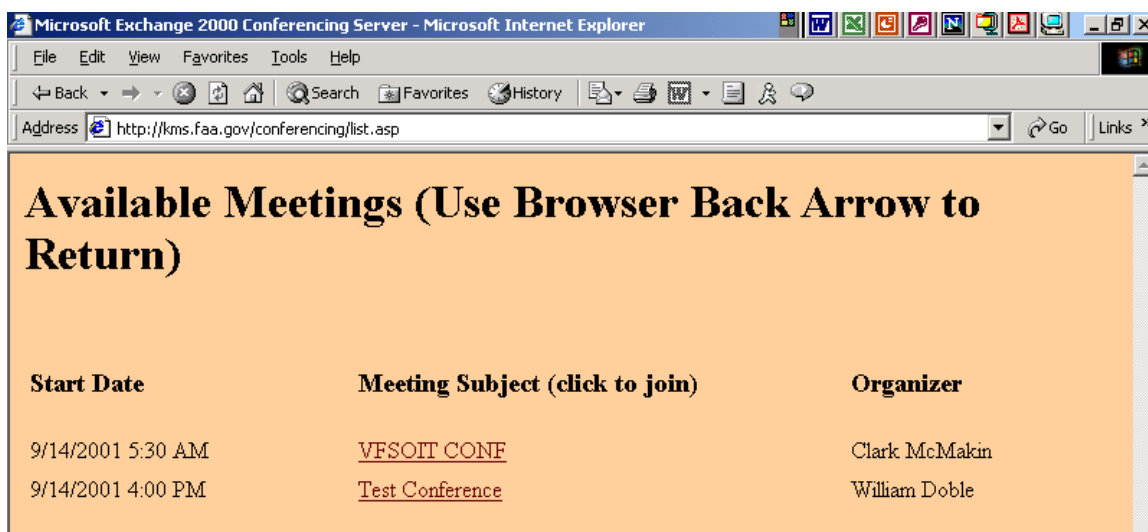 Microsoft Exchange 2000 Conferencing Server - Microsoft Internet Explorer
File Edit View Favorites Tools Help
Back Search Favorites History
Address http://kms.faa.gov/conferencing/list.asp Go Links »
Available Meetings (Use Browser Back Arrow to
Return)
Start Date Meeting Subject (click to join) Organizer
9/14/2001 5:30 AM VFSOIT CONF Clark McMakin
9/14/2001 4:00 PM Test Conference William Doble